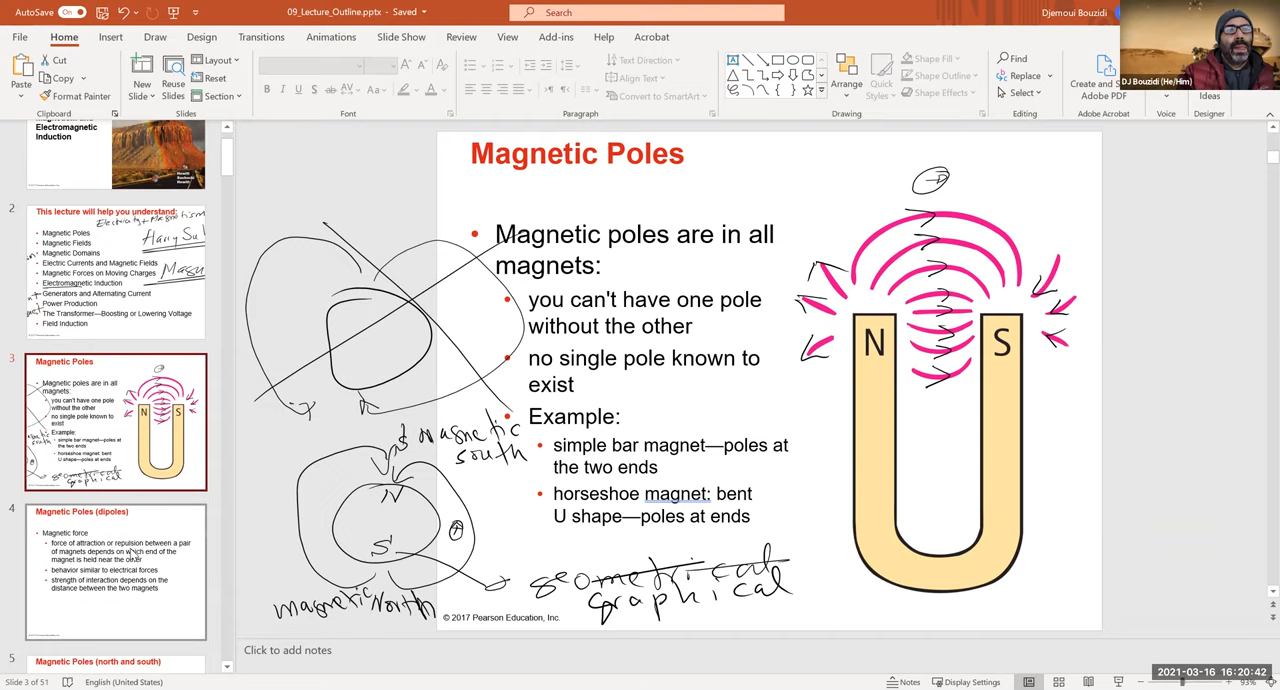 AutoSave On 09_Lecture_Outline.pptx - Saved Search Djemoui Bouzidi
File Home Insert Draw Design Transitions Animations Slide Show Review View Add-ins Help Acrobat
Paste Cut Copy Format Painter
Clipboard
New Slide Reuse Slides Layout Reset Section
Slides
B I U S ab AV Aa A
Font
Text Direction
Align Text
Convert to SmartArt
Paragraph
Arrange Quick Styles
Shape Fill
Shape Outline
Shape Effects
Drawing
Find
Replace
Select
Editing
Create and S
Adobe PDF
Adobe Acrobat
Voice
Ideas
Designer
DJ Bouzidi (He/Him)
Electromagnetic
Induction
2
This lecture will help you understand:
Electricity + Magnetism
Magnetic Poles
Magnetic Fields
Magnetic Domains
Electric Currents and Magnetic Fields
Magnetic Forces on Moving Charges
Electromagnetic Induction
Generators and Alternating Current
Power Production
The Transformer—Boosting or Lowering Voltage
Field Induction
3
Magnetic Poles
Magnetic poles are in all
magnets:
you can't have one pole
without the other
no single pole known to
exist
Example:
simple bar magnet—poles at
the two ends
horseshoe magnet: bent
U shape—poles at ends
N S
geometrical
graphical
4
Magnetic Poles (dipoles)
Magnetic force
force of attraction or repulsion between a pair
of magnets depends on which end of the
magnet is held near the other
behavior similar to electrical forces
strength of interaction depends on the
distance between the two magnets
5
Magnetic Poles (north and south)
Magnetic Poles
• Magnetic poles are in all
magnets:
• you can't have one pole
without the other
• no single pole known to
exist
• Example:
• simple bar magnet—poles at
the two ends
• horseshoe magnet: bent
U shape—poles at ends
N S
magnetic
south
N
S
magnetic North
geometrical
graphical
© 2017 Pearson Education, Inc.
Click to add notes
Slide 3 of 51 English (United States) Notes Display Settings 93%
2021-03-16 16:20:42